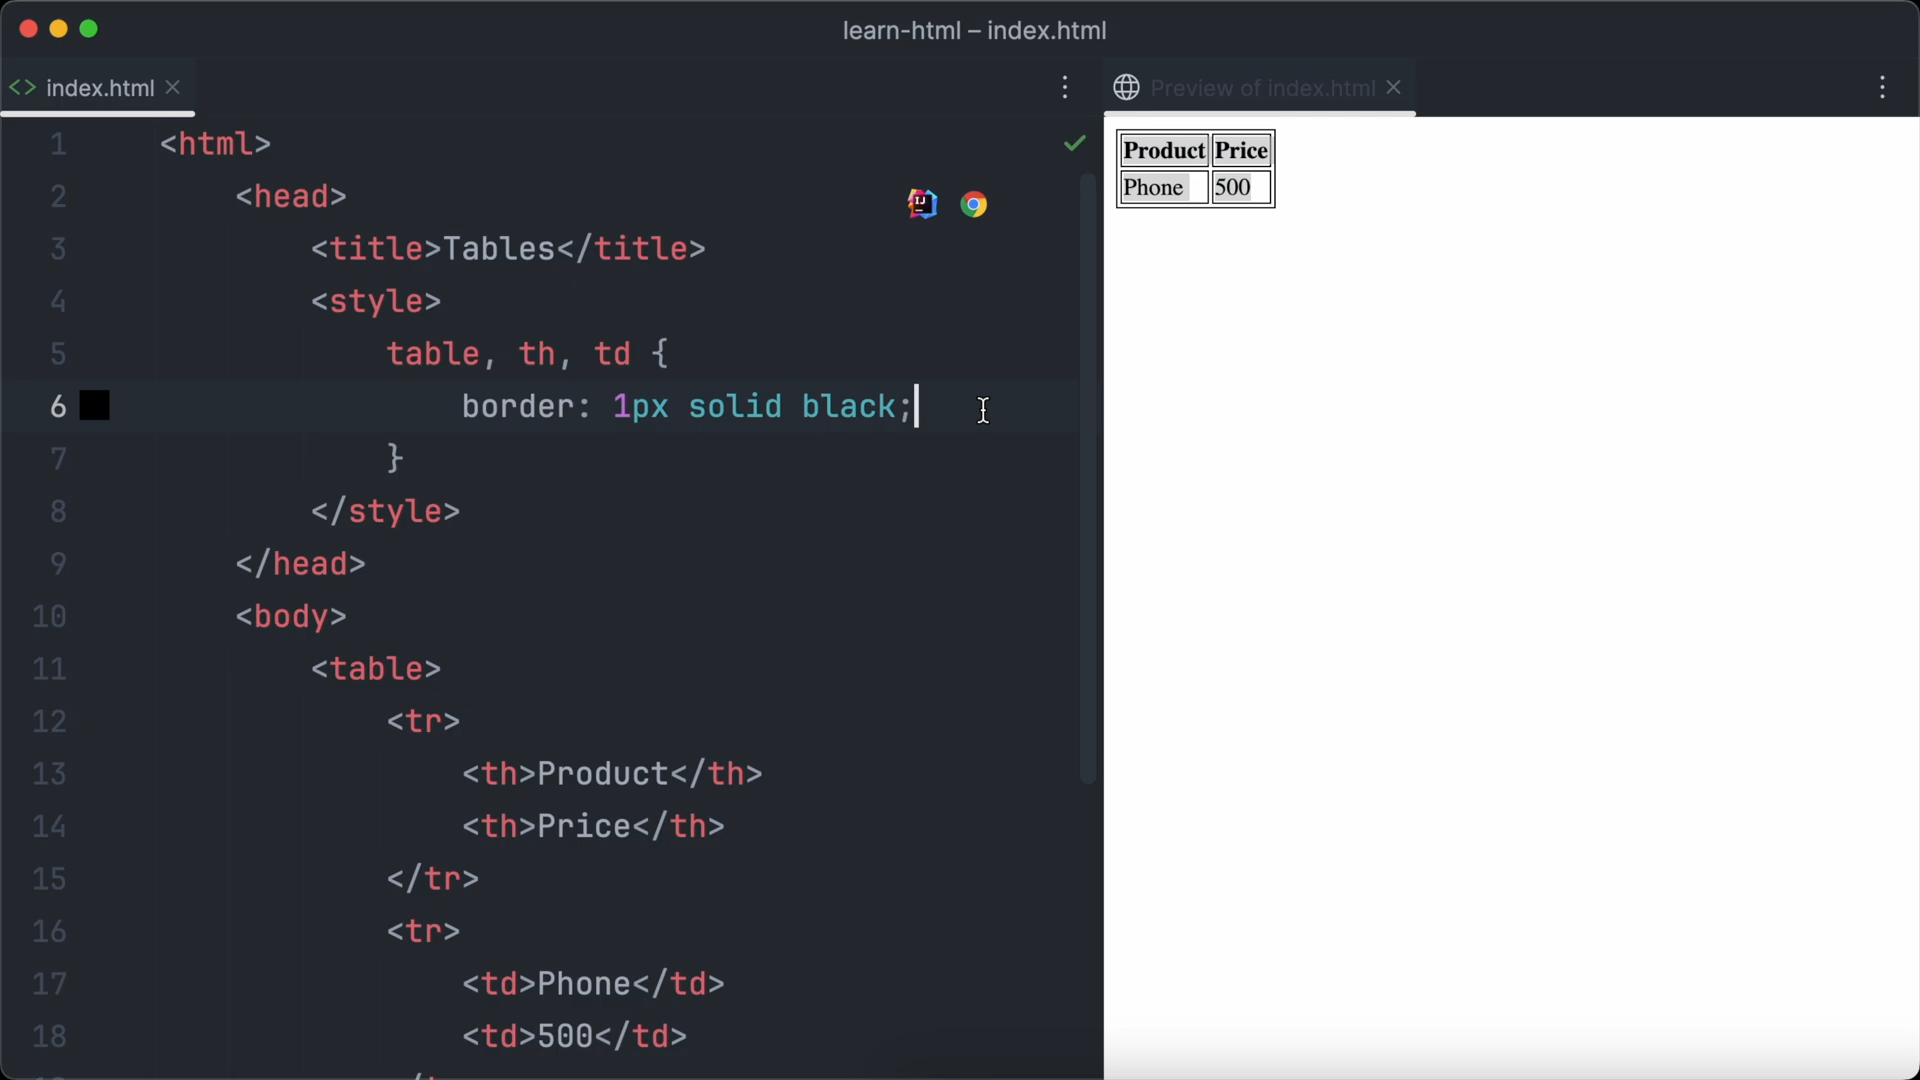 learn-html – index.html
<> index.html
Preview of index.html
1 <html>
2 <head>
3 <title>Tables</title>
4 <style>
5 table, th, td {
6 border: 1px solid black;
7 }
8 </style>
9 </head>
10 <body>
11 <table>
12 <tr>
13 <th>Product</th>
14 <th>Price</th>
15 </tr>
16 <tr>
17 <td>Phone</td>
18 <td>500</td>
Product Price
Phone 500